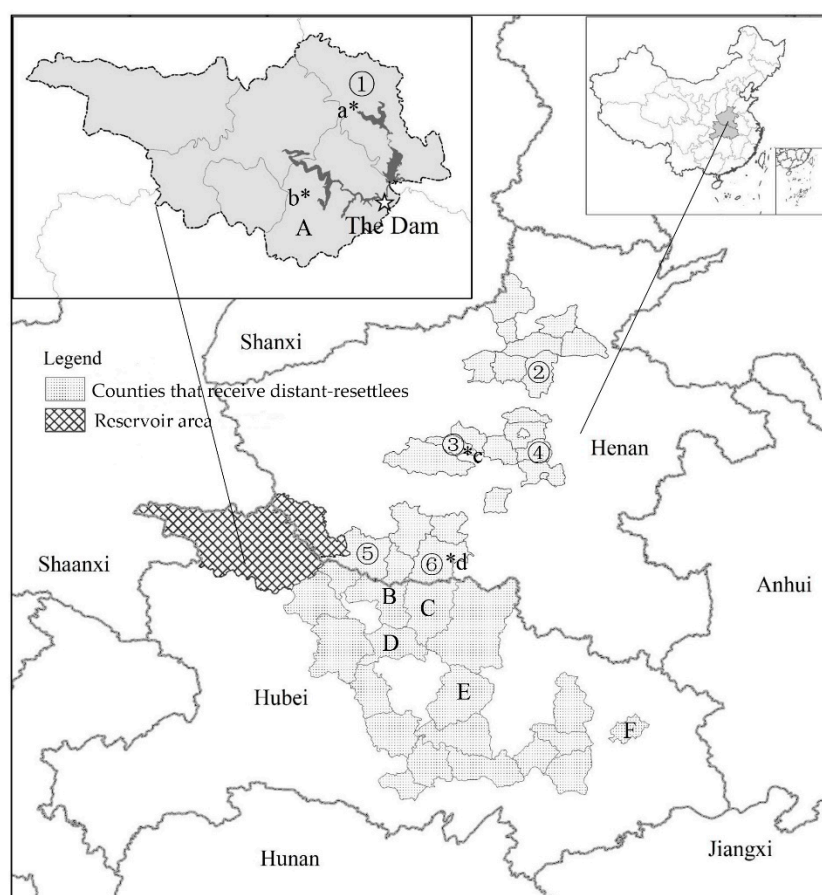 ①
a*
b*
A
The Dam
Shanxi
Legend
Counties that receive distant-resettlees
Reservoir area
②
③
*c
④
Henan
Shaanxi
⑤
⑥
*d
Anhui
B
C
D
Hubei
E
F
Hunan
Jiangxi